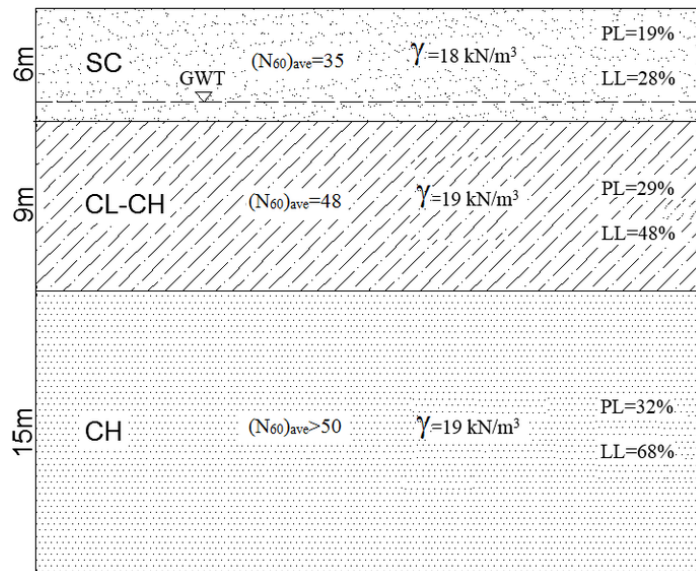 6m
SC
(N60)ave=35
γ=18 kN/m³
PL=19%
LL=28%
GWT
9m
CL-CH
(N60)ave=48
γ=19 kN/m³
PL=29%
LL=48%
15m
CH
(N60)ave>50
γ=19 kN/m³
PL=32%
LL=68%